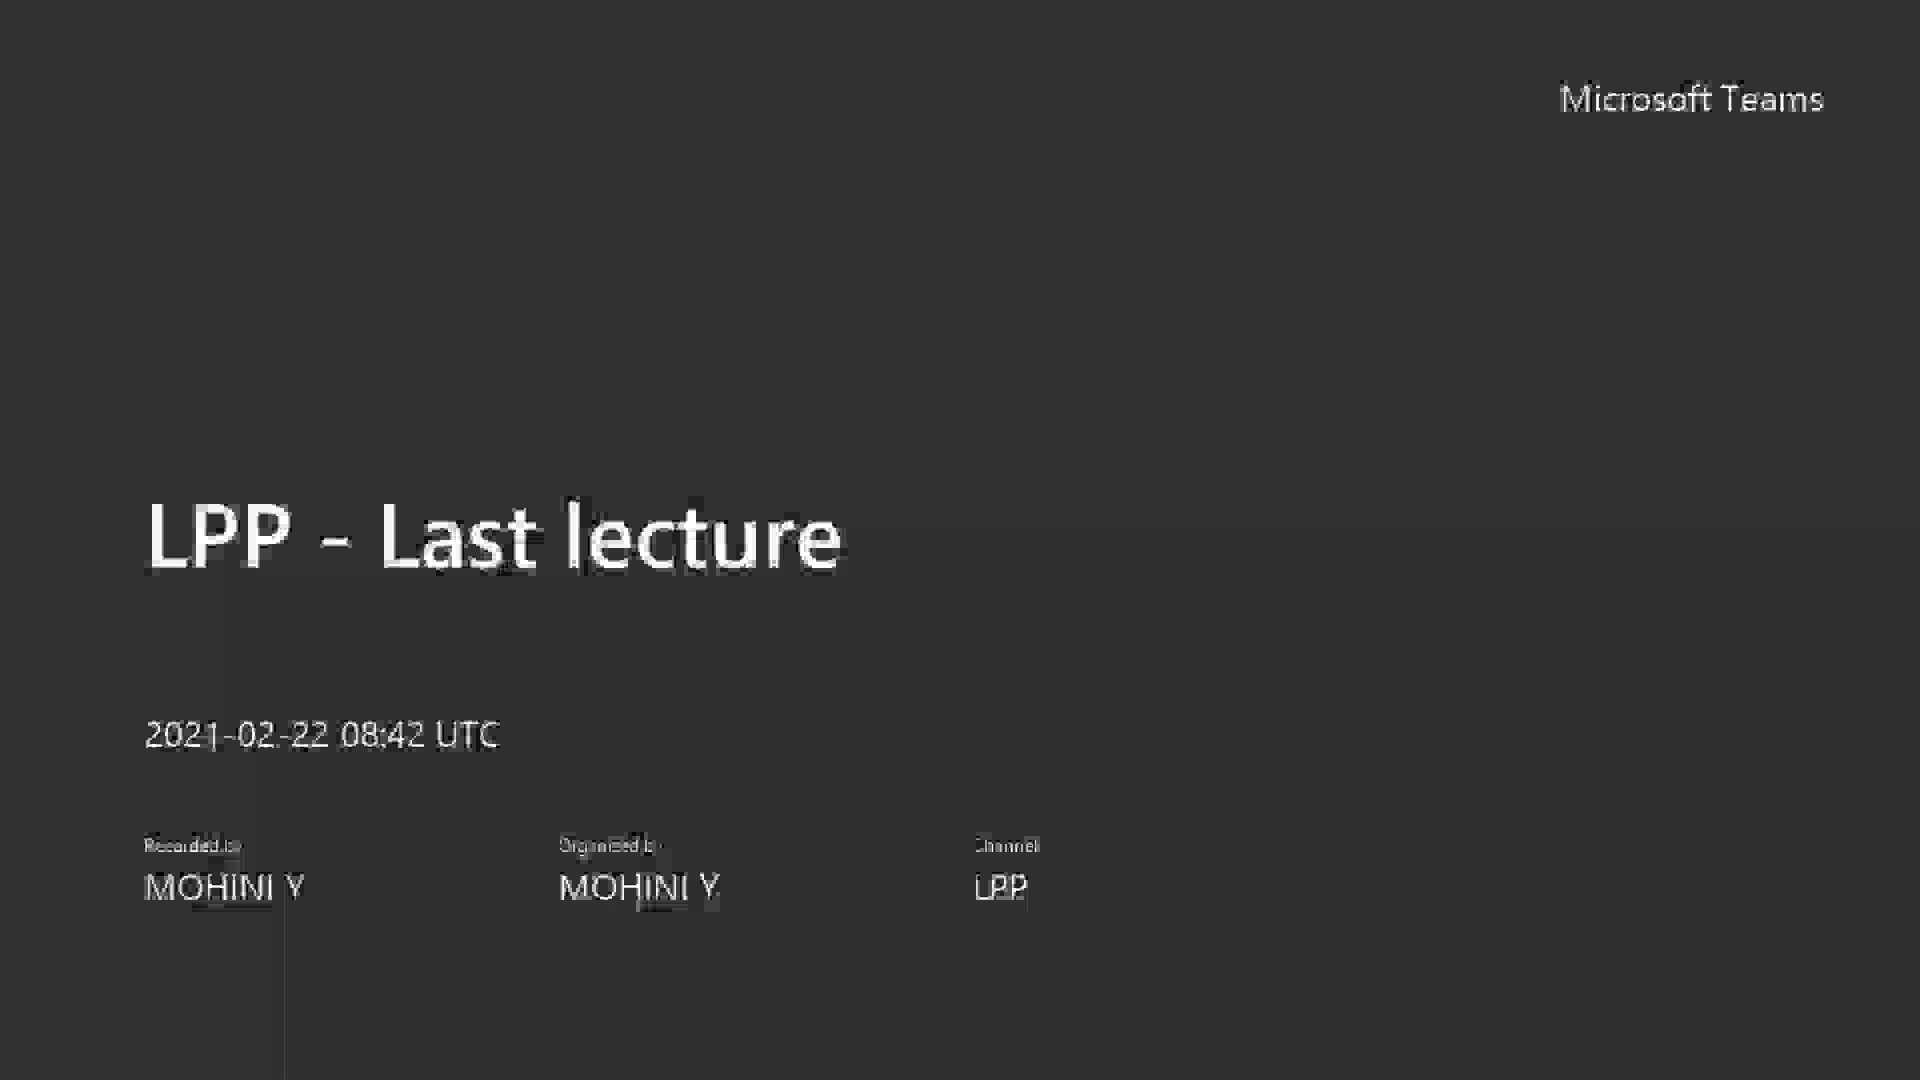 Microsoft Teams
LPP - Last lecture
2021-02-22 08:42 UTC
Recorded by
Organized by
Channel
MOHINI Y
MOHINI Y
LPP